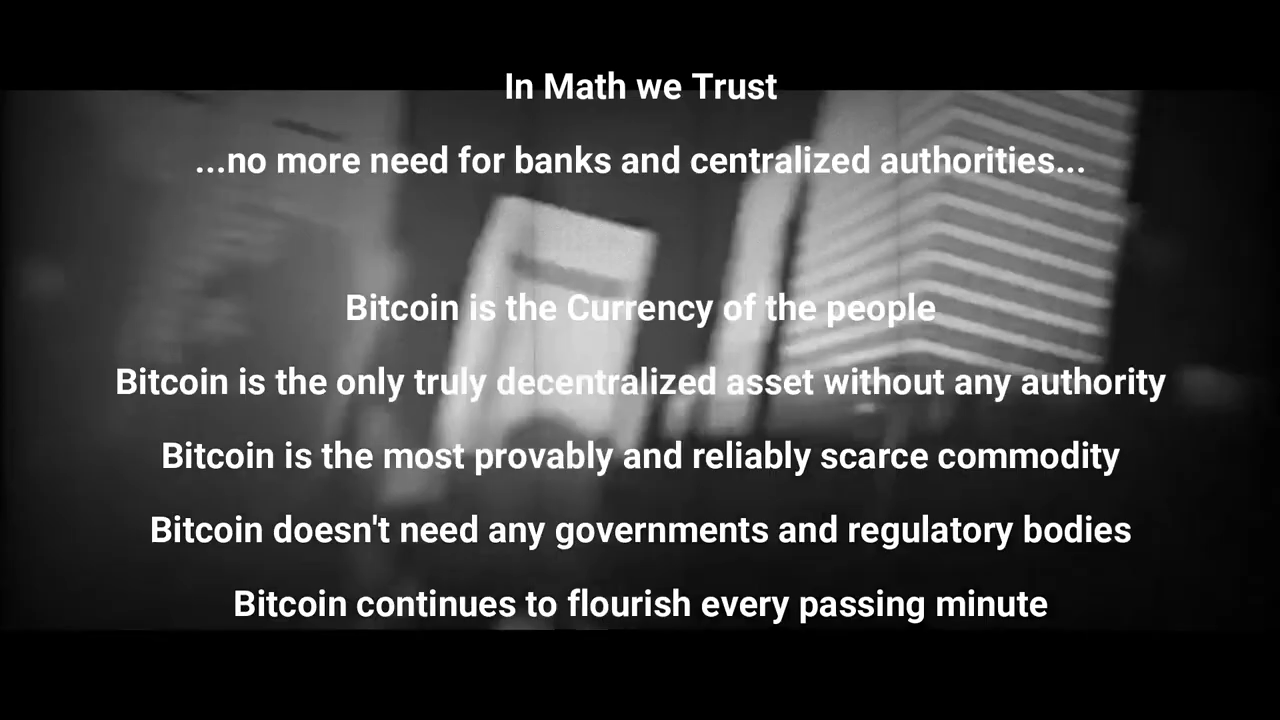 In Math we Trust
...no more need for banks and centralized authorities...
Bitcoin is the Currency of the people
Bitcoin is the only truly decentralized asset without any authority
Bitcoin is the most provably and reliably scarce commodity
Bitcoin doesn't need any governments and regulatory bodies
Bitcoin continues to flourish every passing minute